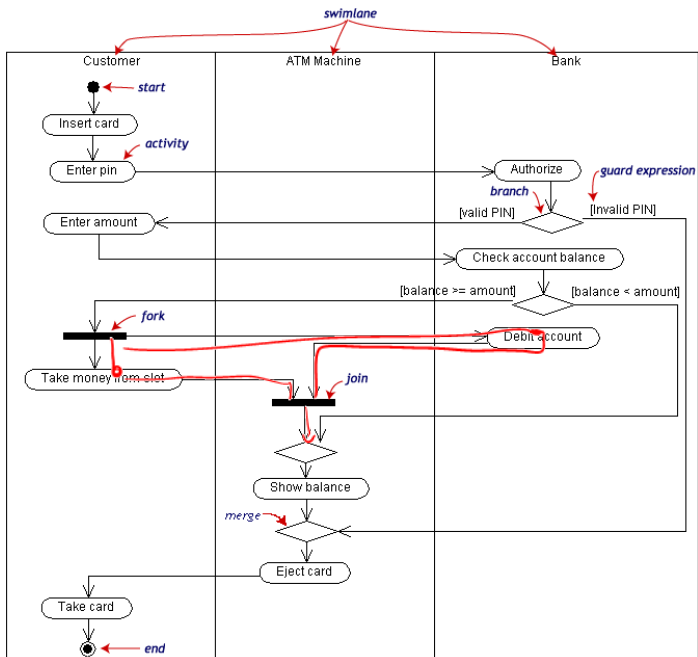 swimlane
Customer
ATM Machine
Bank
start
Insert card
activity
Enter pin
Authorize
guard expression
branch
[valid PIN]
[Invalid PIN]
Enter amount
Check account balance
[balance >= amount]
[balance < amount]
fork
Debit account
Take money from slot
join
Show balance
merge
Eject card
Take card
end